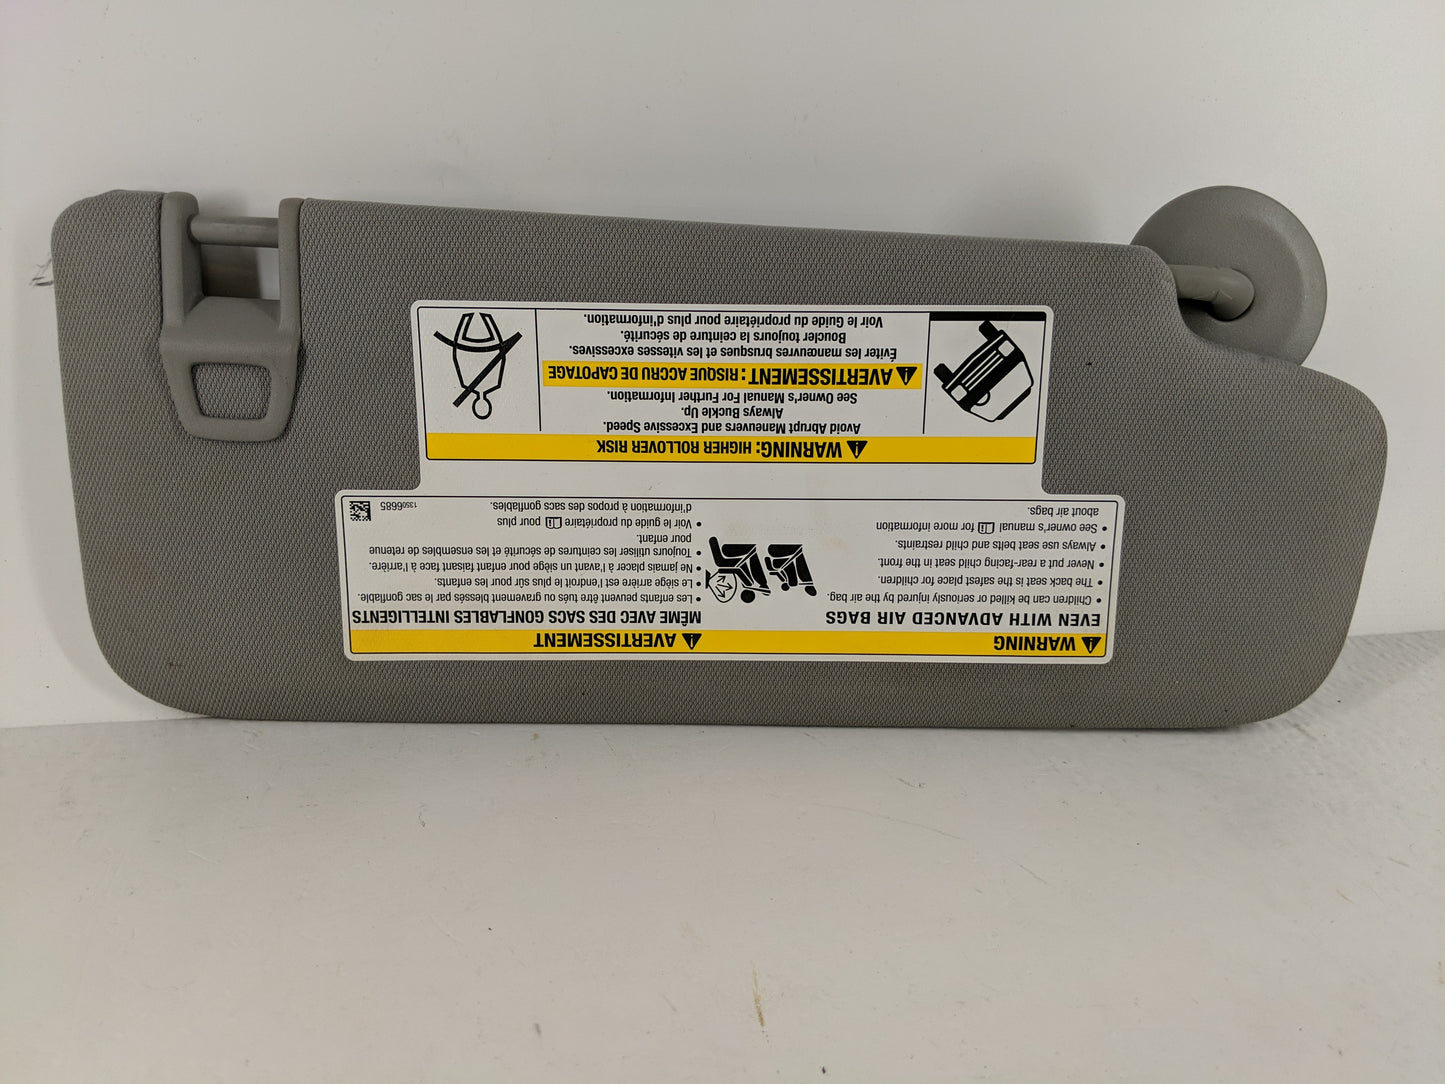 WARNING
EVEN WITH ADVANCED AIR BAGS
• Children can be killed or seriously injured by the air bag.
• The back seat is the safest place for children.
• Never put a rear-facing child seat in the front.
• Always use seat belts and child restraints.
• See owner's manual for more information
about air bags.
AVERTISSEMENT
MÊME AVEC DES SACS GONFLABLES INTELLIGENTS
• Les enfants peuvent être tués ou gravement blessés par le sac gonflable.
• Le siège arrière est l'endroit le plus sûr pour les enfants.
• Ne jamais placer à l'avant un siège pour enfant faisant face à l'arrière.
• Toujours utiliser les ceintures de sécurité et les ensembles de retenue
pour enfant.
• Voir le guide du propriétaire pour plus
d'information à propos des sacs gonflables.
WARNING: HIGHER ROLLOVER RISK
Avoid Abrupt Maneuvers and Excessive Speed.
Always Buckle Up.
See Owner's Manual For Further Information.
AVERTISSEMENT : RISQUE ACCRU DE CAPOTAGE
Éviter les manœuvres brusques et les vitesses excessives.
Boucler toujours la ceinture de sécurité.
Voir le Guide du propriétaire pour plus d'information.